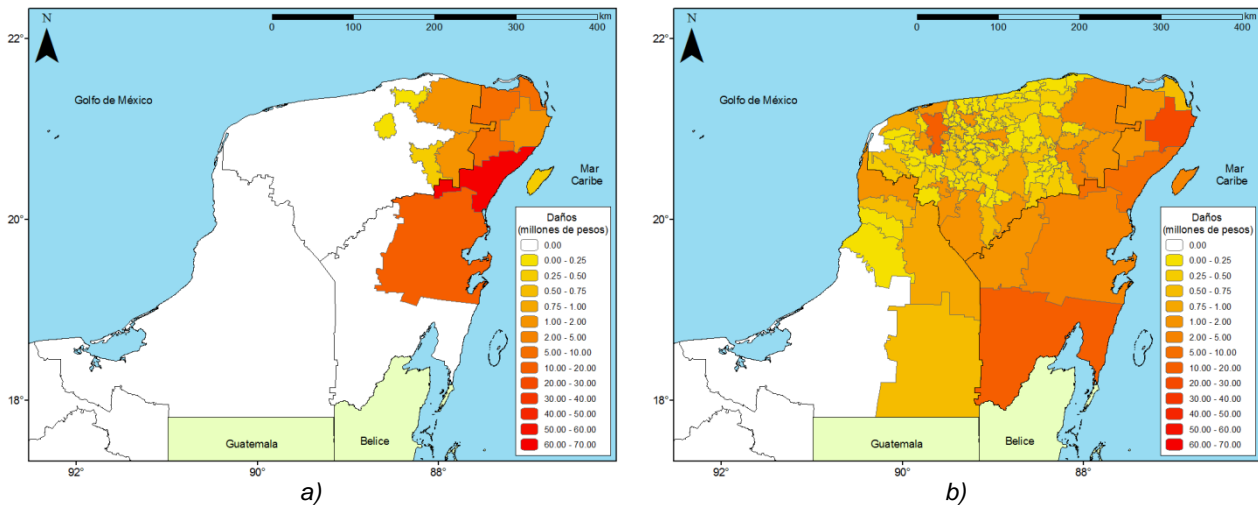 N
0 100 200 300 400 km
22°
20°
18°
92° 90° 88°
Golfo de México
Mar
Caribe
Guatemala
Belice
Daños
(millones de pesos)
0.00
0.00 - 0.25
0.25 - 0.50
0.50 - 0.75
0.75 - 1.00
1.00 - 2.00
2.00 - 5.00
5.00 - 10.00
10.00 - 20.00
20.00 - 30.00
30.00 - 40.00
40.00 - 50.00
50.00 - 60.00
60.00 - 70.00
a)
N
0 100 200 300 400 km
22°
20°
18°
92° 90° 88°
Golfo de México
Mar
Caribe
Guatemala
Belice
Daños
(millones de pesos)
0.00
0.00 - 0.25
0.25 - 0.50
0.50 - 0.75
0.75 - 1.00
1.00 - 2.00
2.00 - 5.00
5.00 - 10.00
10.00 - 20.00
20.00 - 30.00
30.00 - 40.00
40.00 - 50.00
50.00 - 60.00
60.00 - 70.00
b)